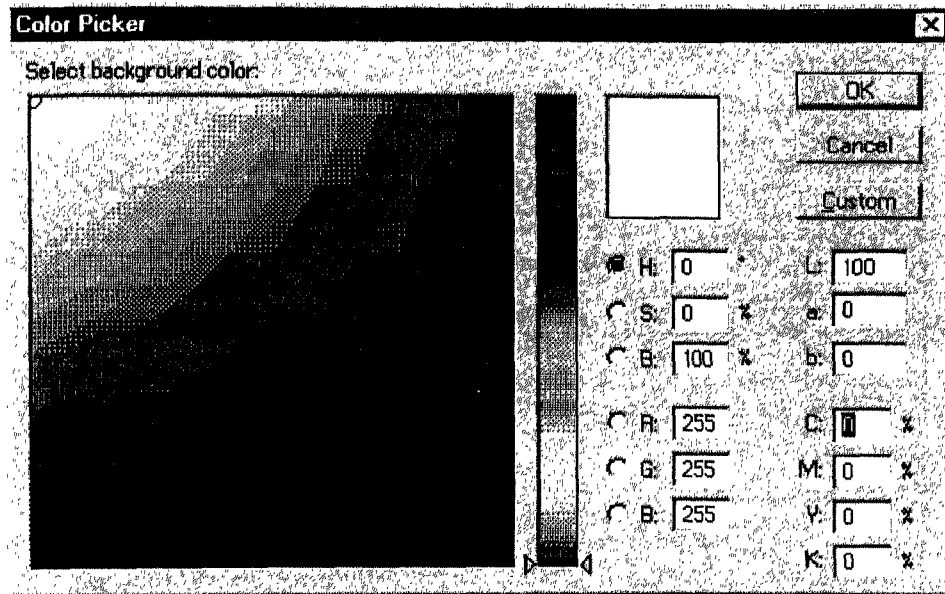 Color Picker
Select background color:
OK
Cancel
Custom
H: 0 °
S: 0 %
B: 100 %
R: 255
G: 255
B: 255
L: 100
a: 0
b: 0
C: 0 %
M: 0 %
Y: 0 %
K: 0 %